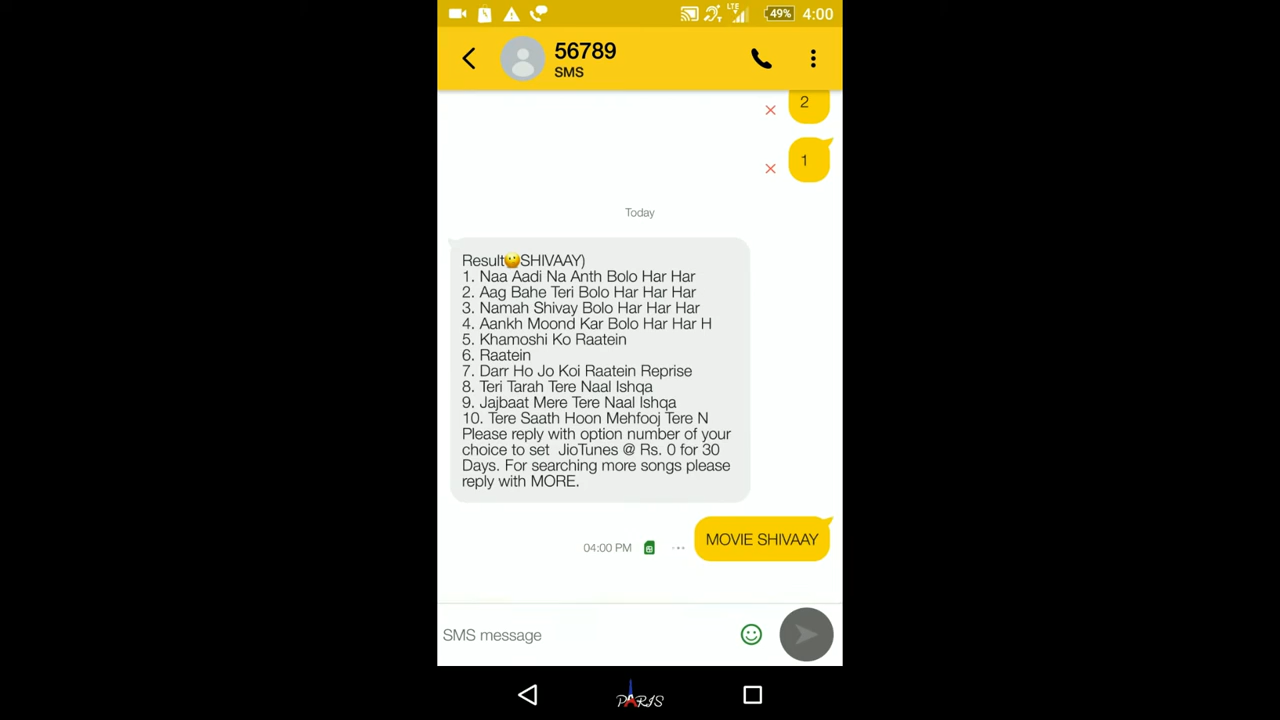 LTE
49%
4:00
56789
SMS
2
1
Today
Result🤐SHIVAAY)
1. Naa Aadi Na Anth Bolo Har Har
2. Aag Bahe Teri Bolo Har Har Har
3. Namah Shivay Bolo Har Har Har
4. Aankh Moond Kar Bolo Har Har H
5. Khamoshi Ko Raatein
6. Raatein
7. Darr Ho Jo Koi Raatein Reprise
8. Teri Tarah Tere Naal Ishqa
9. Jajbaat Mere Tere Naal Ishqa
10. Tere Saath Hoon Mehfooj Tere N
Please reply with option number of your
choice to set JioTunes @ Rs. 0 for 30
Days. For searching more songs please
reply with MORE.
MOVIE SHIVAAY
04:00 PM
SMS message
PARIS